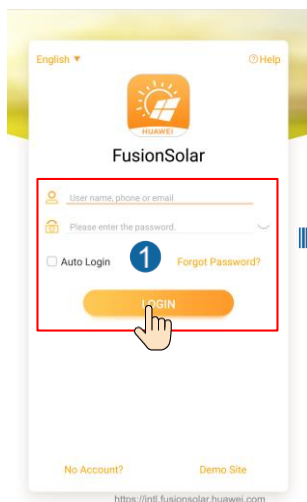 English ▼ ?Help
HUAWEI
FusionSolar
User name, phone or email
Please enter the password.
Auto Login 1 Forgot Password?
LOGIN
No Account? Demo Site
https://intl.fusionsolar.huawei.com